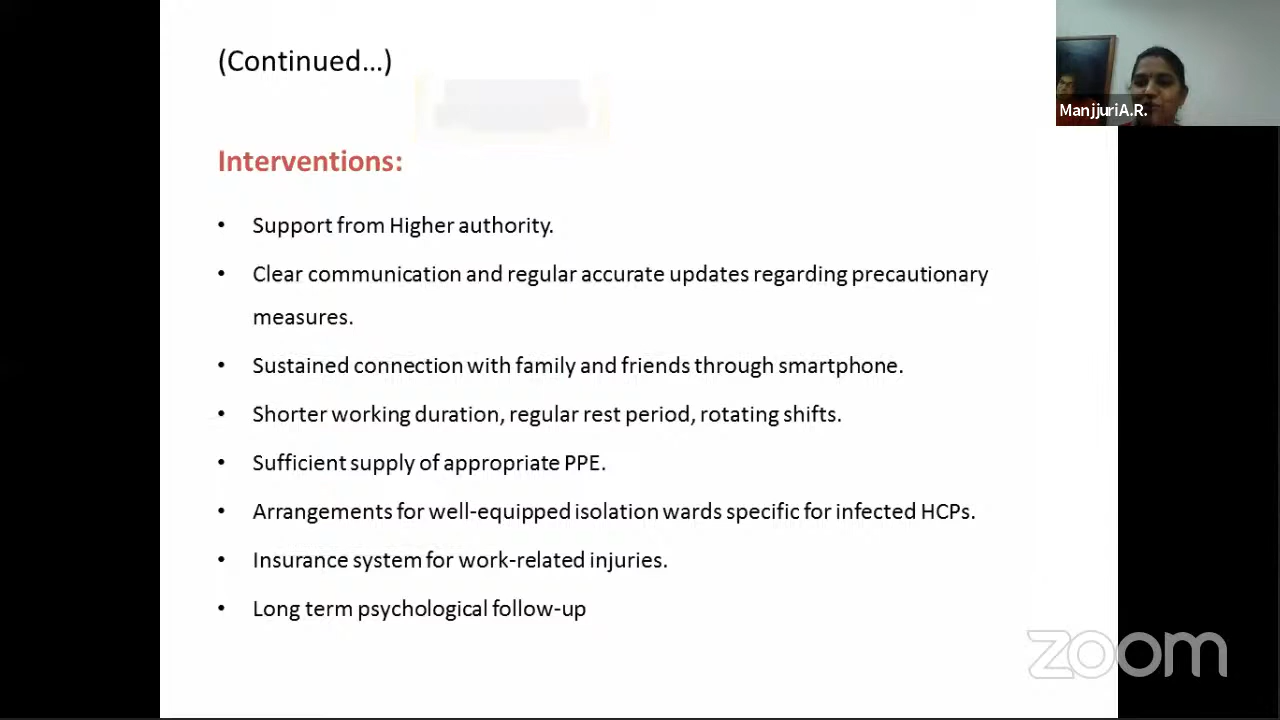 (Continued...)
ManjjuriA.R.
Interventions:
• Support from Higher authority.
• Clear communication and regular accurate updates regarding precautionary
measures.
• Sustained connection with family and friends through smartphone.
• Shorter working duration, regular rest period, rotating shifts.
• Sufficient supply of appropriate PPE.
• Arrangements for well-equipped isolation wards specific for infected HCPs.
• Insurance system for work-related injuries.
• Long term psychological follow-up
zoom